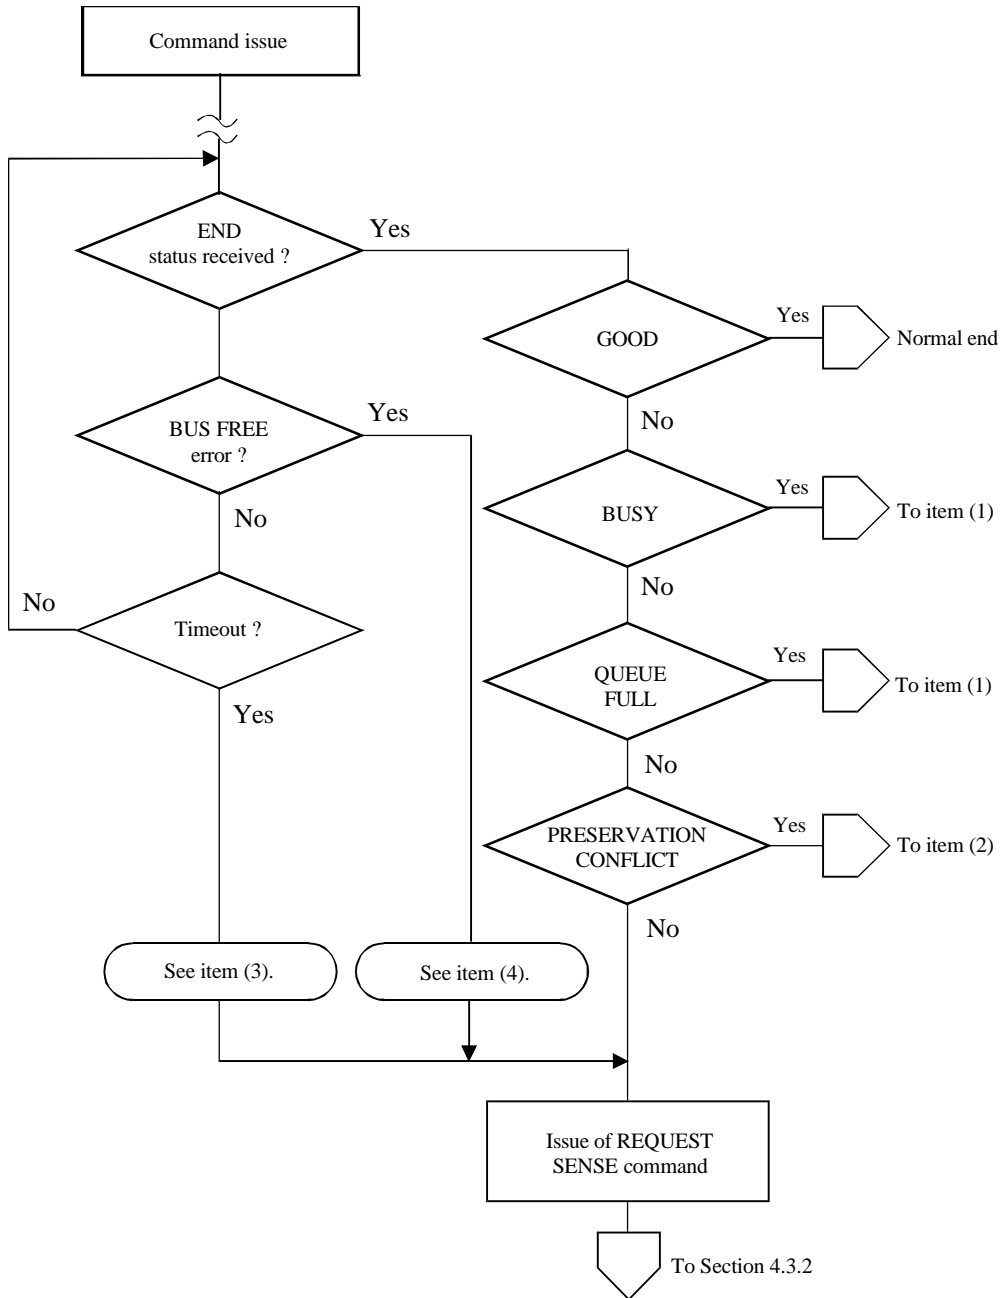 Command issue
END
status received ?
Yes
GOOD
Yes
Normal end
BUS FREE
error ?
Yes
No
No
BUSY
Yes
To item (1)
No
Timeout ?
No
Yes
QUEUE
FULL
Yes
To item (1)
No
PRESERVATION
CONFLICT
Yes
To item (2)
No
See item (3).
See item (4).
Issue of REQUEST
SENSE command
To Section 4.3.2